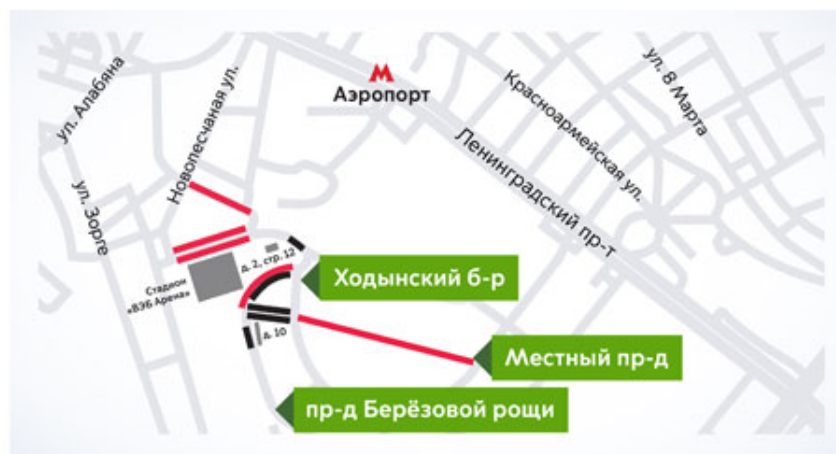 М
Аэропорт
ул. Алабяна
Новопесчаная ул.
ул. Зорге
Красноармейская ул.
ул. 8 Марта
Ленинградский пр-т
д. 2, стр. 12
Стадион
«ВЭБ Арена»
д. 10
Ходынский б-р
Местный пр-д
пр-д Берёзовой рощи